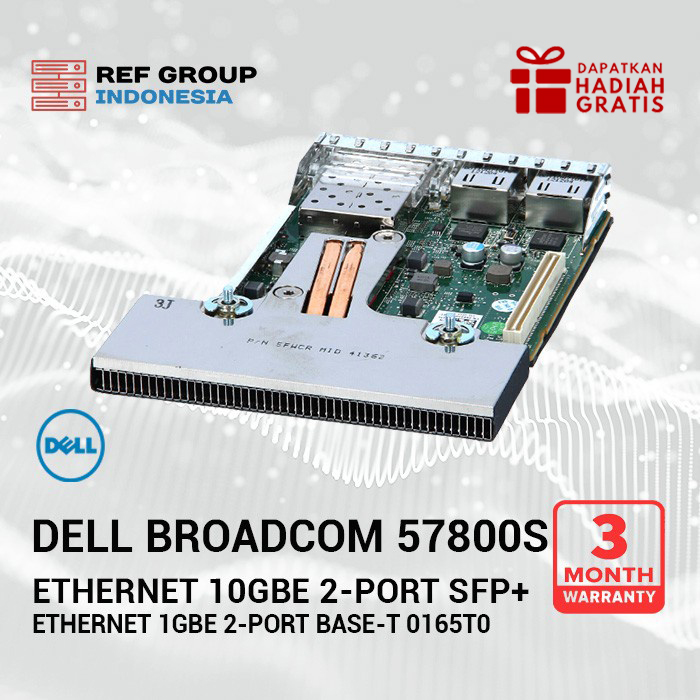 REF GROUP
INDONESIA
DAPATKAN
HADIAH
GRATIS
3J
P/N 5FWCR MID 41362
DELL
DELL BROADCOM 57800S
ETHERNET 10GBE 2-PORT SFP+
ETHERNET 1GBE 2-PORT BASE-T 0165T0
3
MONTH
WARRANTY